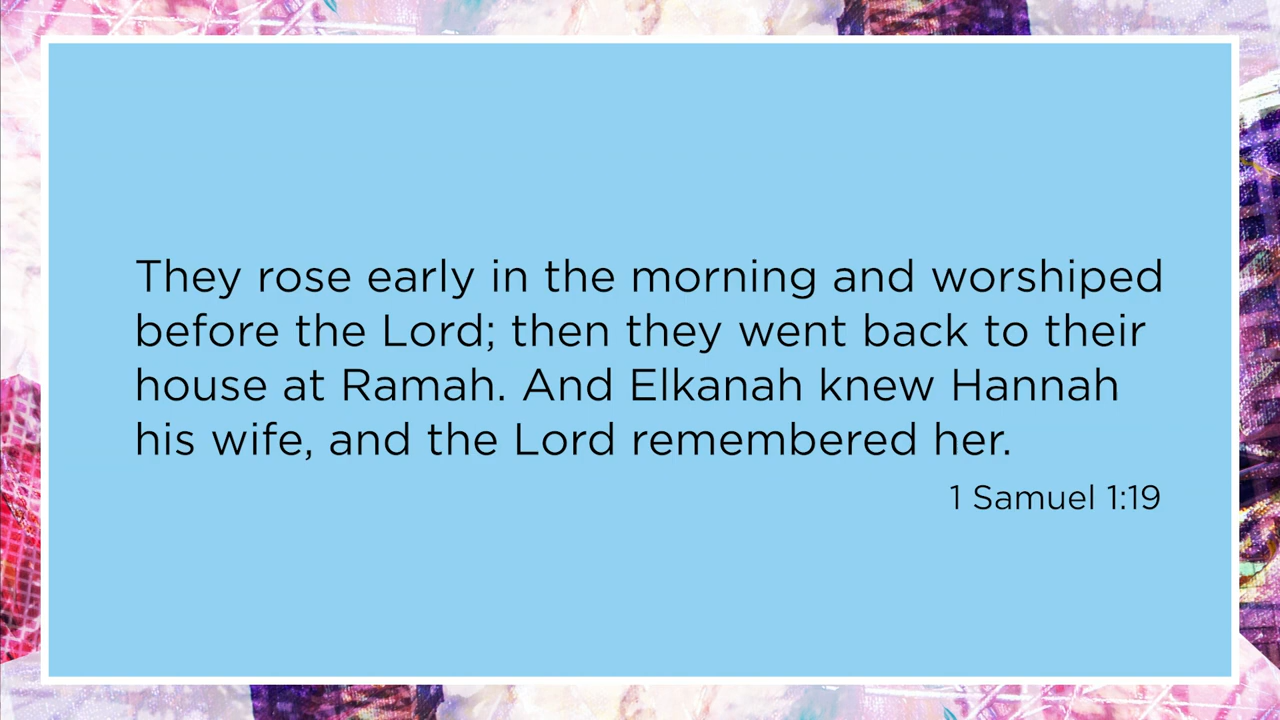 They rose early in the morning and worshiped
before the Lord; then they went back to their
house at Ramah. And Elkanah knew Hannah
his wife, and the Lord remembered her.
1 Samuel 1:19